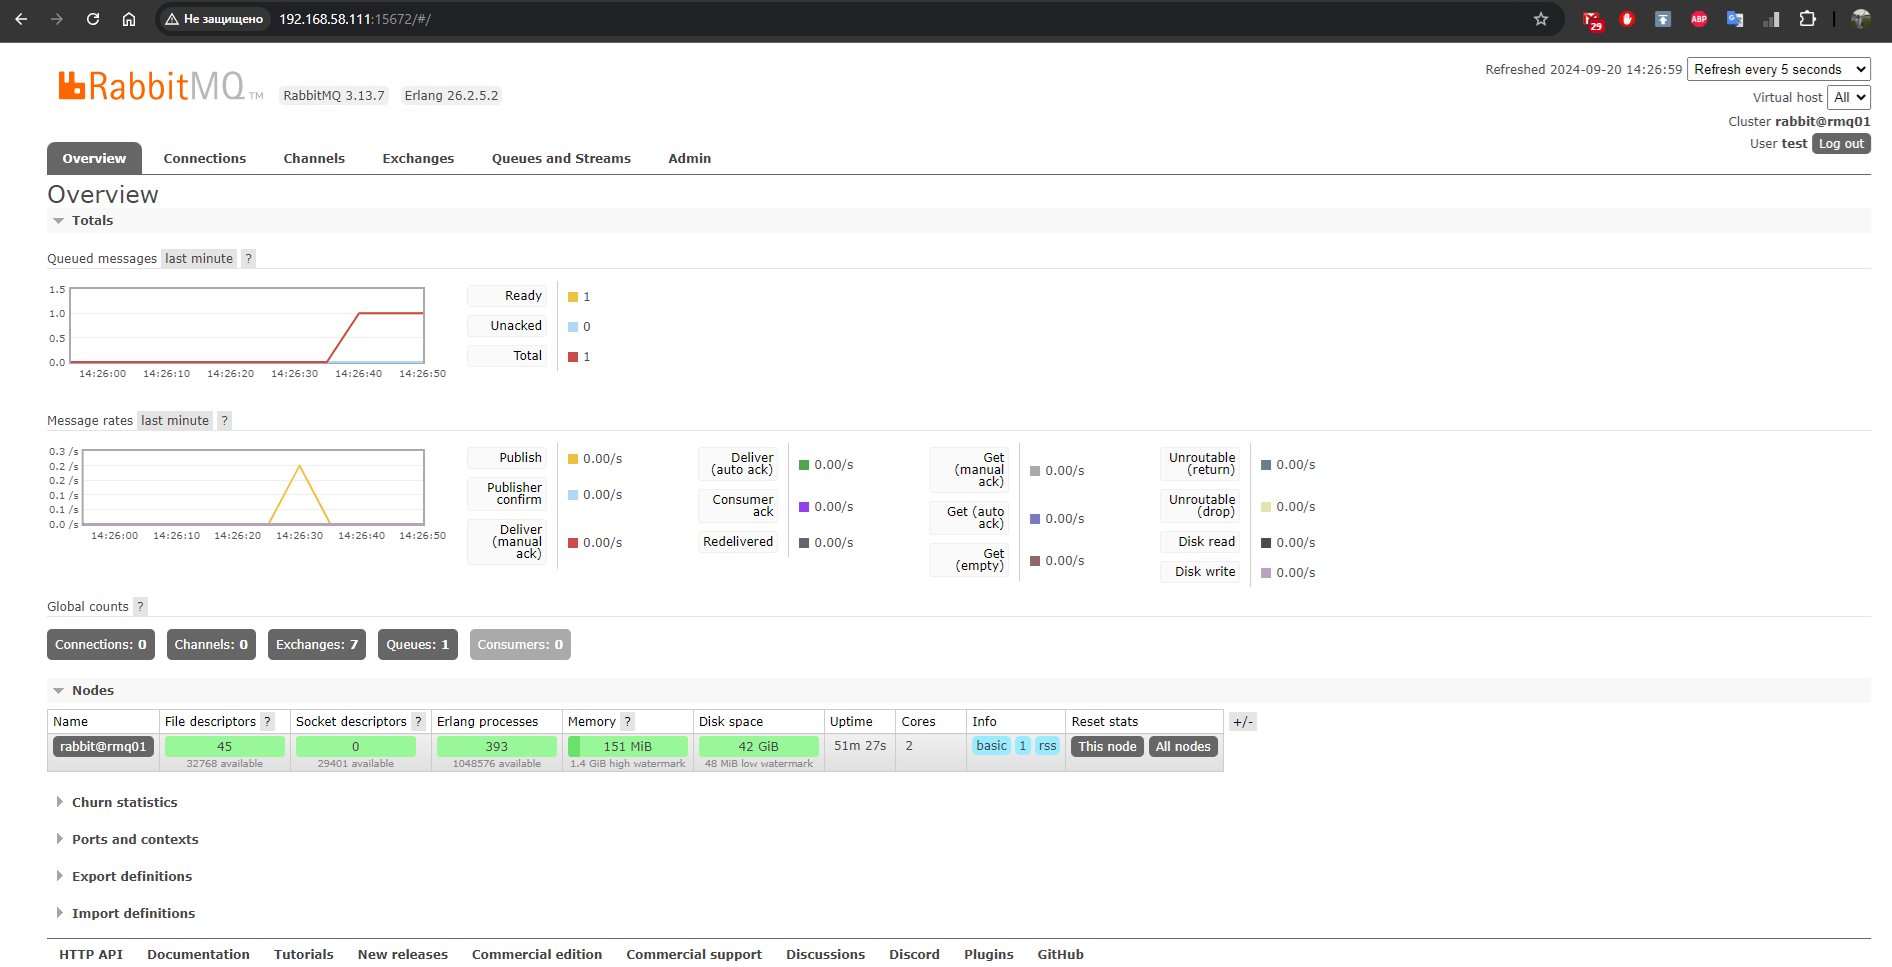 Не защищено 192.168.58.111:15672/#/
29
ABP
RabbitMQ TM RabbitMQ 3.13.7 Erlang 26.2.5.2
Refreshed 2024-09-20 14:26:59 Refresh every 5 seconds
Virtual host All
Cluster rabbit@rmq01
User test Log out
Overview Connections Channels Exchanges Queues and Streams Admin
Overview
Totals
Queued messages last minute ?
1.5
1.0
0.5
0.0
14:26:00 14:26:10 14:26:20 14:26:30 14:26:40 14:26:50
Ready 1
Unacked 0
Total 1
Message rates last minute ?
0.3 /s
0.2 /s
0.2 /s
0.1 /s
0.1 /s
0.0 /s
14:26:00 14:26:10 14:26:20 14:26:30 14:26:40 14:26:50
Publish 0.00/s
Publisher
confirm 0.00/s
Deliver
(manual
ack) 0.00/s
Deliver
(auto ack) 0.00/s
Consumer
ack 0.00/s
Redelivered 0.00/s
Get
(manual
ack) 0.00/s
Get (auto
ack) 0.00/s
Get
(empty) 0.00/s
Unroutable
(return) 0.00/s
Unroutable
(drop) 0.00/s
Disk read 0.00/s
Disk write 0.00/s
Global counts ?
Connections: 0 Channels: 0 Exchanges: 7 Queues: 1 Consumers: 0
Nodes
Name File descriptors ? Socket descriptors ? Erlang processes Memory ? Disk space Uptime Cores Info Reset stats +/-
rabbit@rmq01 45 0 393 151 MiB 42 GiB 51m 27s 2 basic 1 rss This node All nodes
32768 available 29401 available 1048576 available 1.4 GiB high watermark 48 MiB low watermark
Churn statistics
Ports and contexts
Export definitions
Import definitions
HTTP API Documentation Tutorials New releases Commercial edition Commercial support Discussions Discord Plugins GitHub